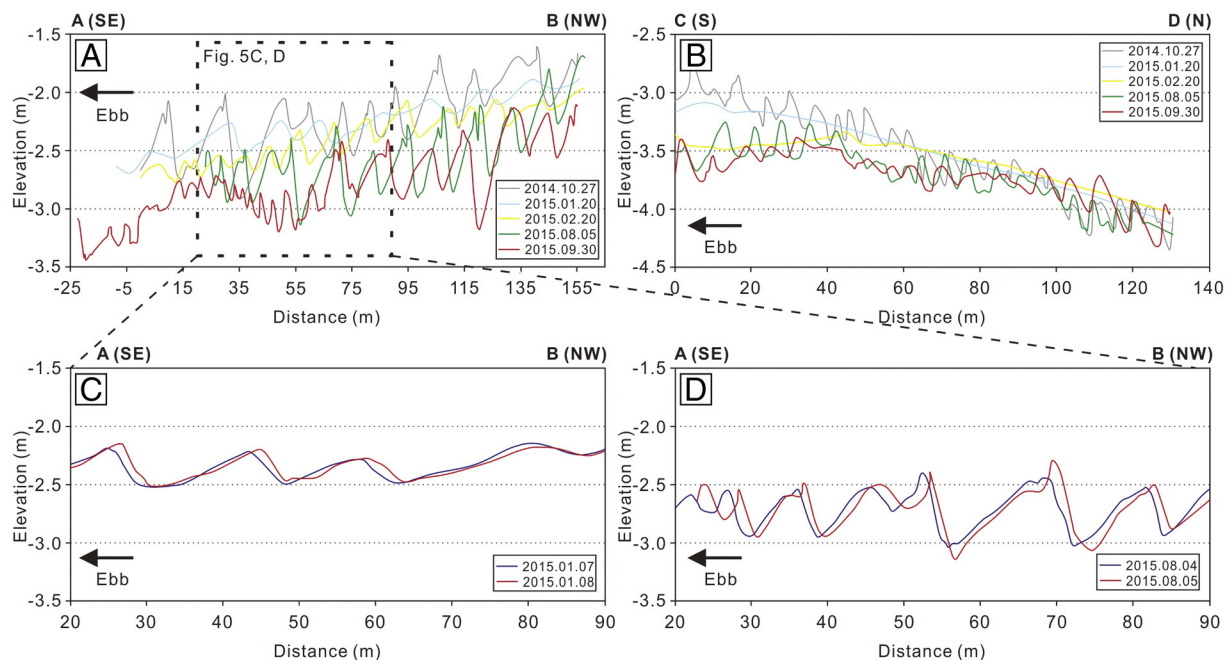 A (SE) B (NW)
-1.5
-2.0
-2.5
-3.0
-3.5
Elevation (m)
A
Fig. 5C, D
Ebb
2014.10.27
2015.01.20
2015.02.20
2015.08.05
2015.09.30
-25 -5 15 35 55 75 95 115 135 155
Distance (m)
C (S) D (N)
-2.5
-3.0
-3.5
-4.0
-4.5
Elevation (m)
B
2014.10.27
2015.01.20
2015.02.20
2015.08.05
2015.09.30
Ebb
0 20 40 60 80 100 120 140
Distance (m)
A (SE) B (NW)
-1.5
-2.0
-2.5
-3.0
-3.5
Elevation (m)
C
Ebb
2015.01.07
2015.01.08
20 30 40 50 60 70 80 90
Distance (m)
A (SE) B (NW)
-1.5
-2.0
-2.5
-3.0
-3.5
Elevation (m)
D
Ebb
2015.08.04
2015.08.05
20 30 40 50 60 70 80 90
Distance (m)